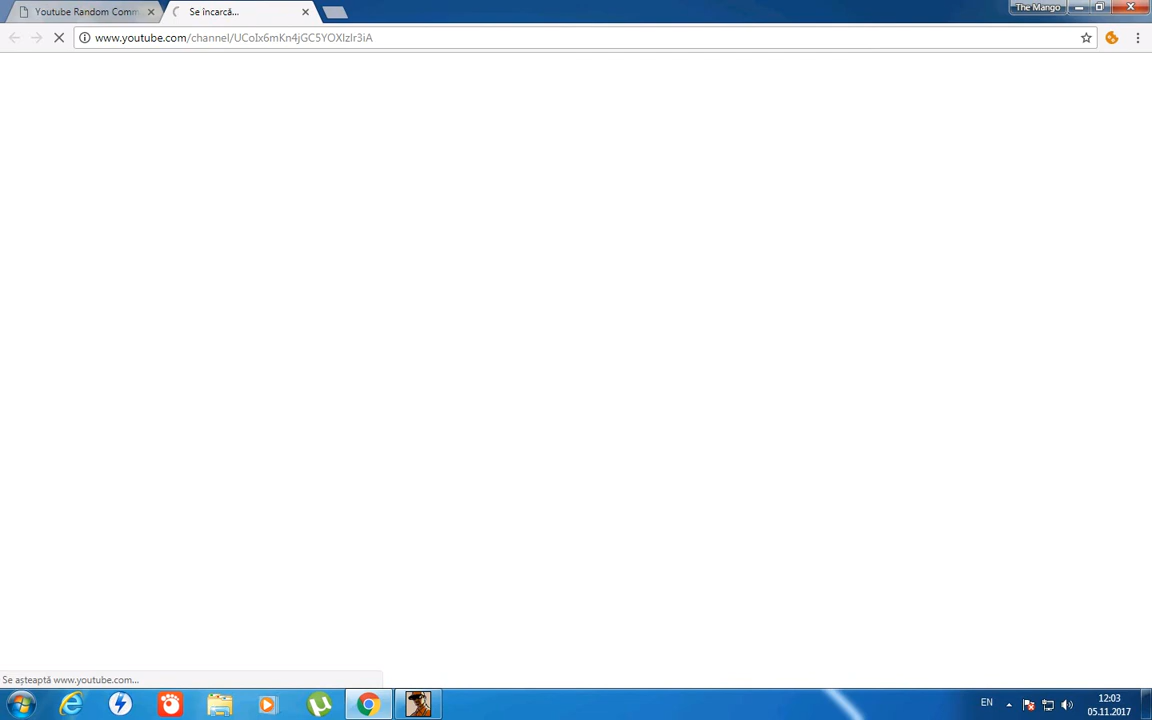 Youtube Random Comm
Se încarcă...
The Mango
www.youtube.com/channel/UCoIx6mKn4jGC5YOXIzIr3iA
Se așteaptă www.youtube.com...
EN
12:03
05.11.2017